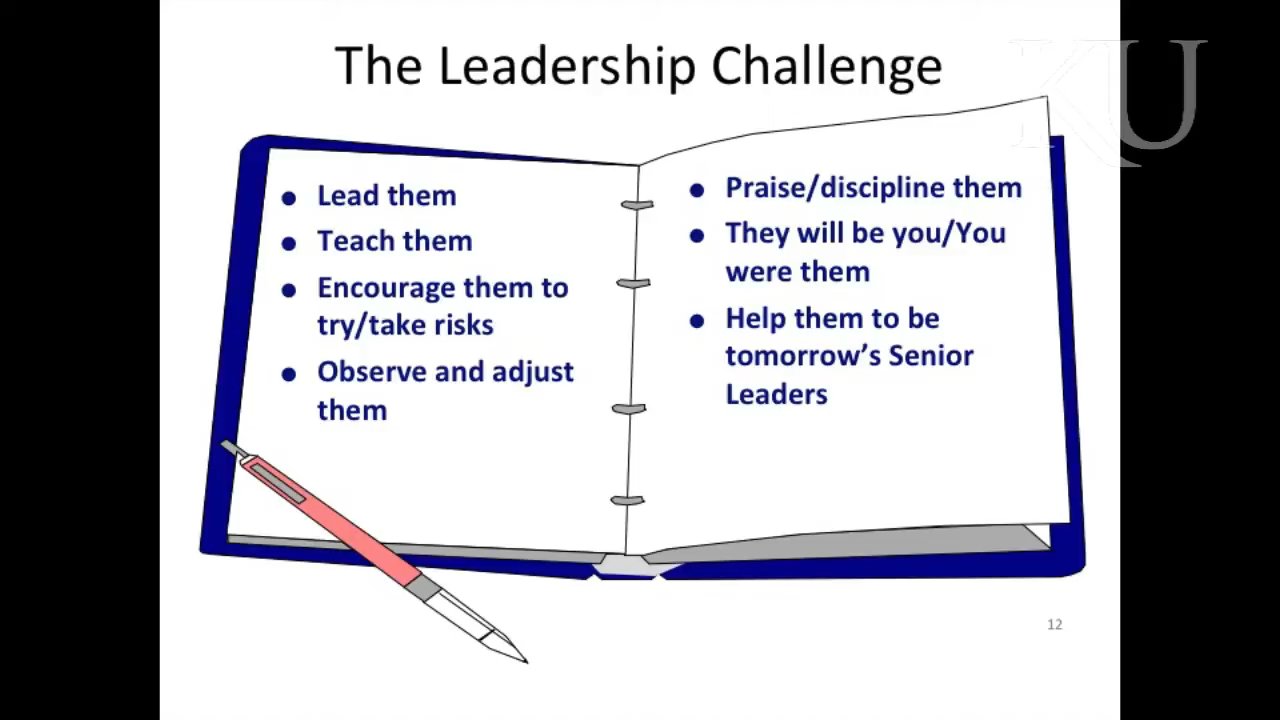 The Leadership Challenge
KU
● Lead them
● Teach them
● Encourage them to
try/take risks
● Observe and adjust
them
● Praise/discipline them
● They will be you/You
were them
● Help them to be
tomorrow’s Senior
Leaders
12